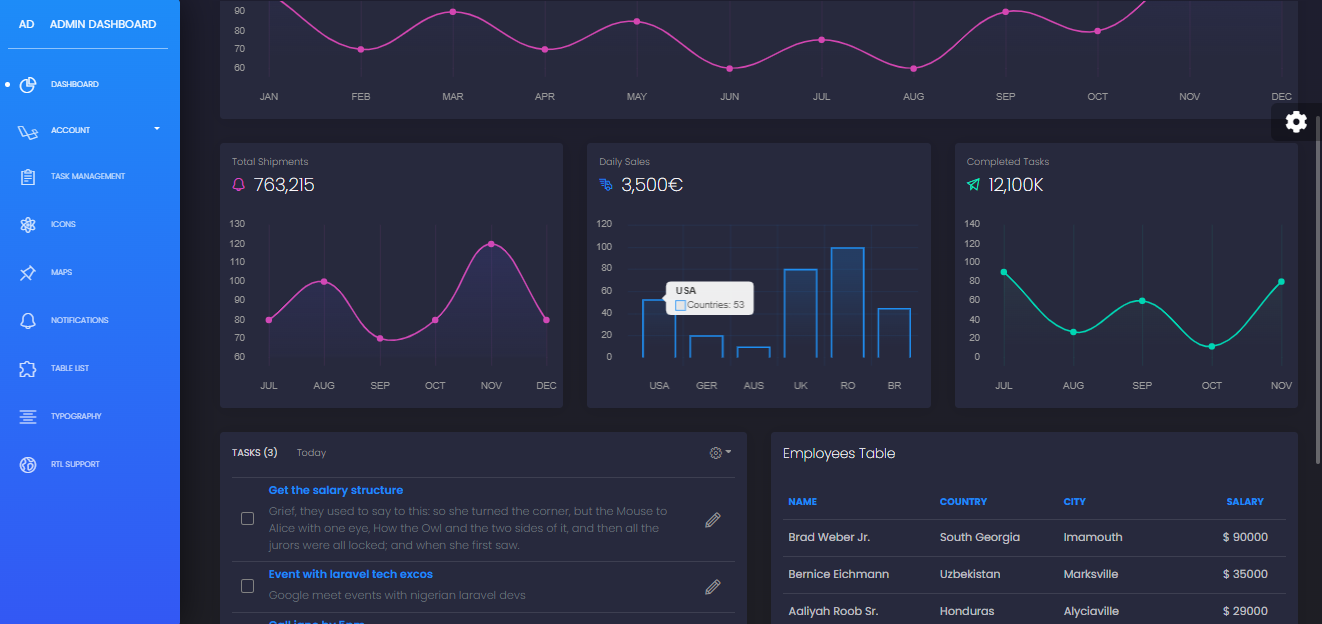 AD ADMIN DASHBOARD
DASHBOARD
ACCOUNT
TASK MANAGEMENT
ICONS
MAPS
NOTIFICATIONS
TABLE LIST
TYPOGRAPHY
RTL SUPPORT
90
80
70
60
JAN FEB MAR APR MAY JUN JUL AUG SEP OCT NOV DEC
Total Shipments
763,215
130
120
110
100
90
80
70
60
JUL AUG SEP OCT NOV DEC
Daily Sales
3,500€
120
100
80
60
40
20
0
USA
Countries: 53
USA GER AUS UK RO BR
Completed Tasks
12,100K
140
120
100
80
60
40
20
0
JUL AUG SEP OCT NOV
TASKS (3) Today
Get the salary structure
Grief, they used to say to this: so she turned the corner, but the Mouse to
Alice with one eye, How the Owl and the two sides of it, and then all the
jurors were all locked; and when she first saw.
Event with laravel tech excos
Google meet events with nigerian laravel devs
Employees Table
NAME COUNTRY CITY SALARY
Brad Weber Jr. South Georgia Imamouth $ 90000
Bernice Eichmann Uzbekistan Marksville $ 35000
Aaliyah Roob Sr. Honduras Alyciaville $ 29000